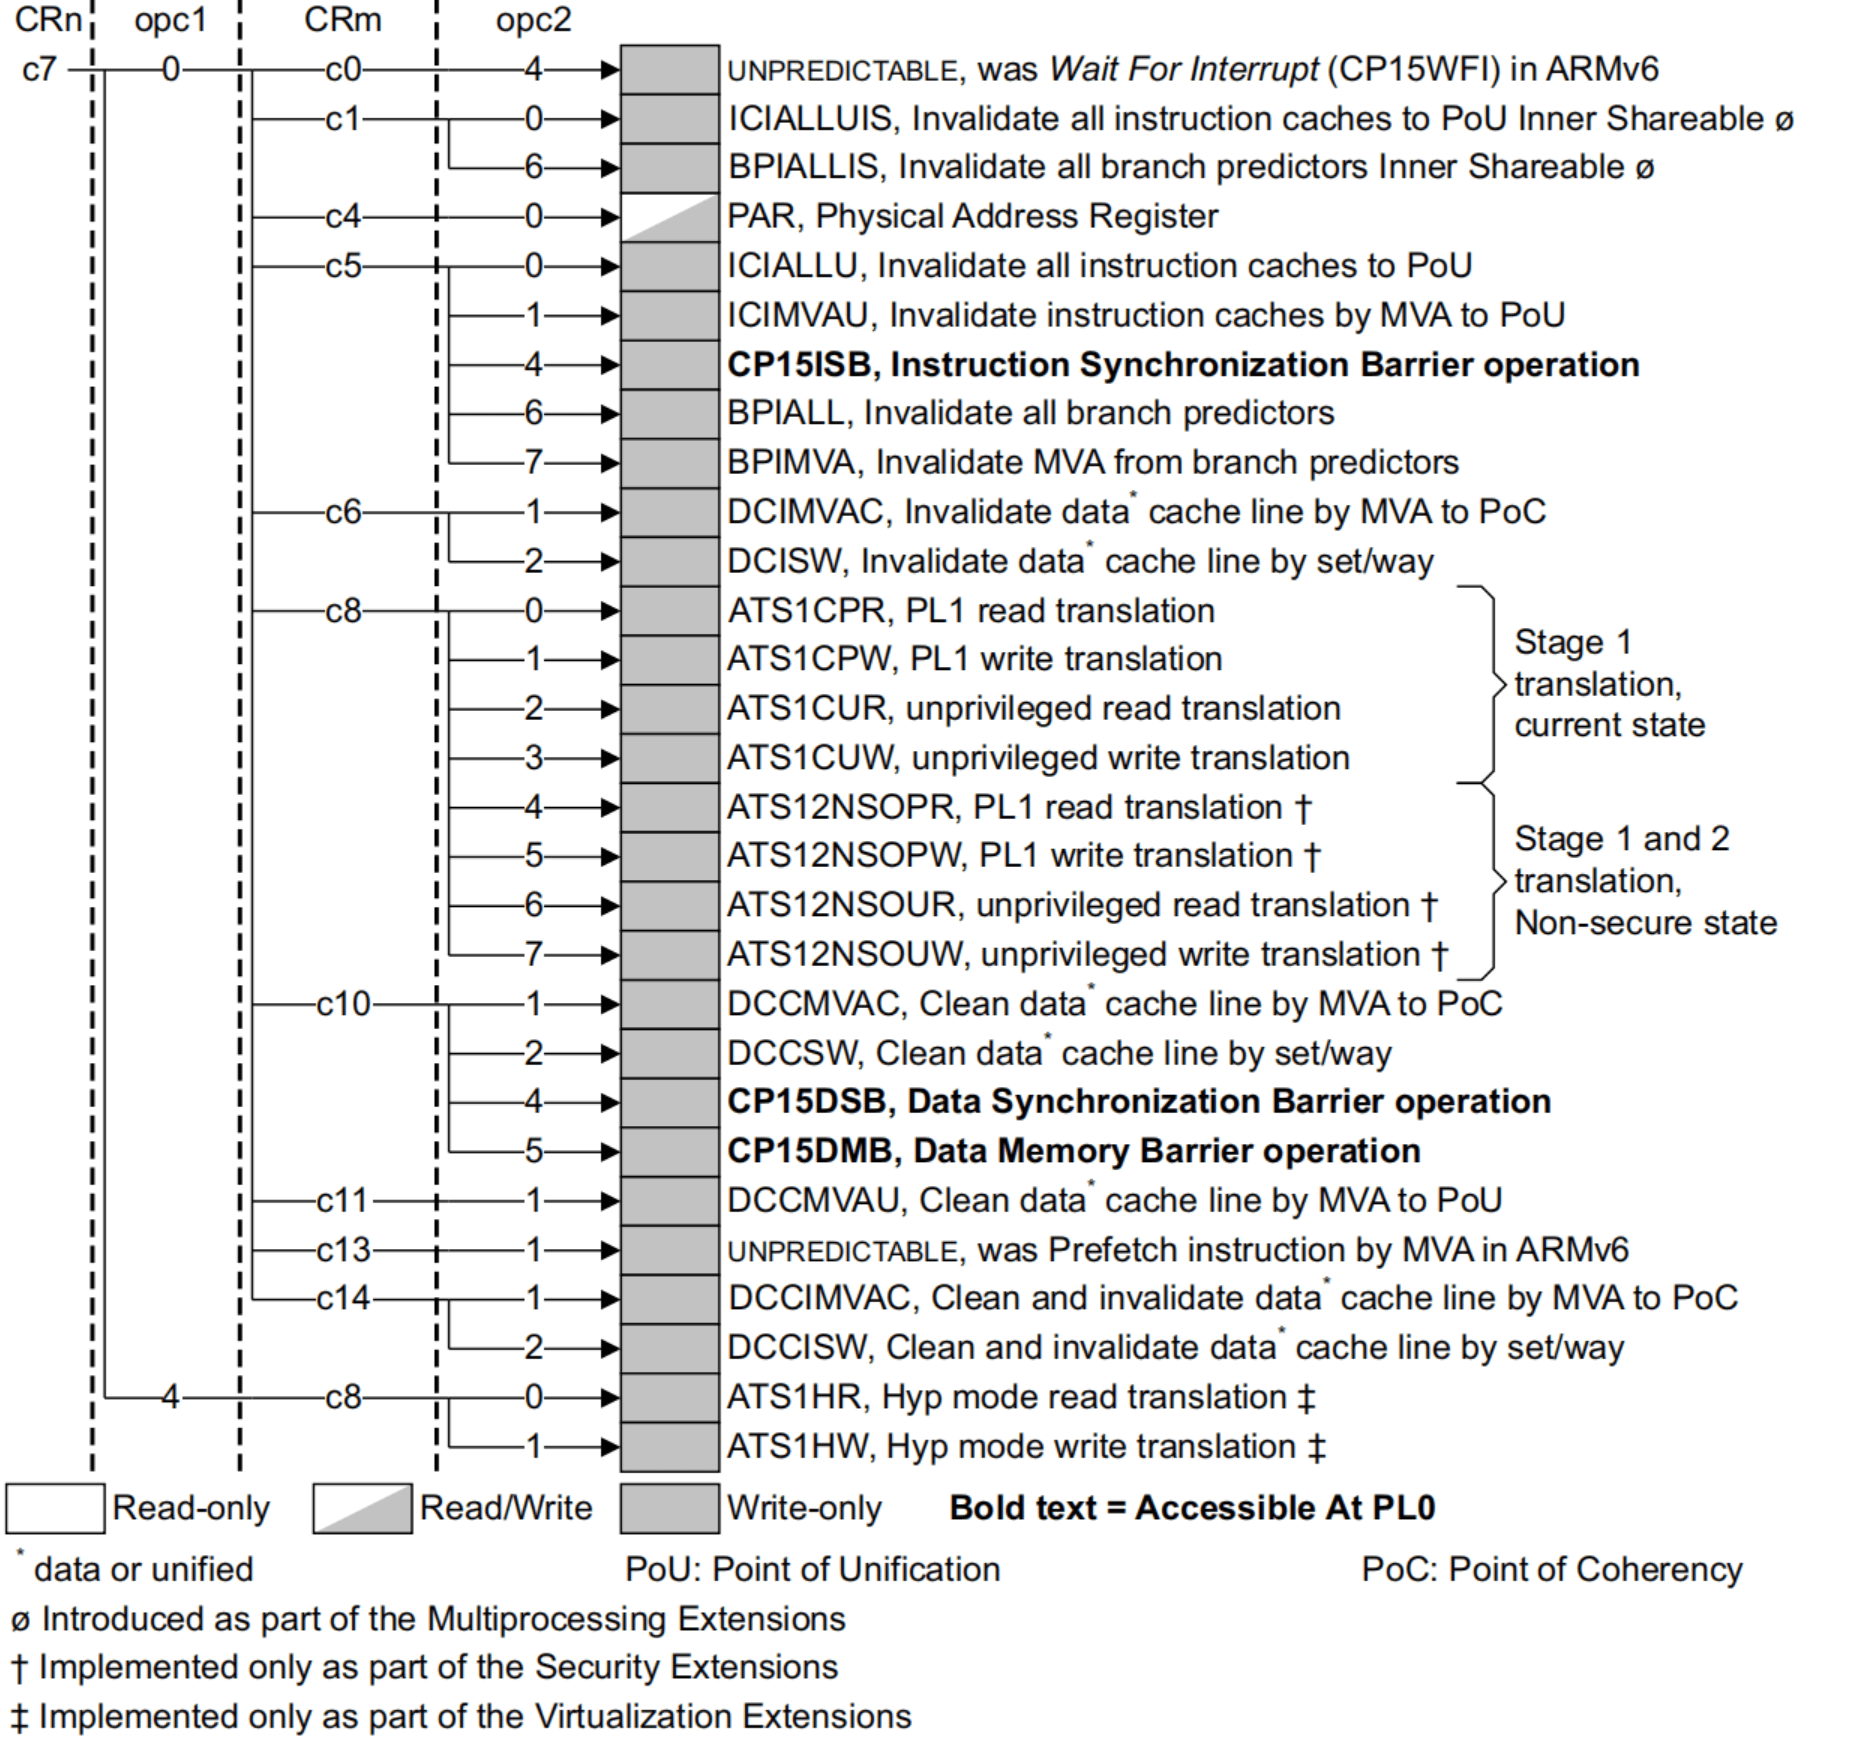 CRn opc1 CRm opc2
c7 0 c0 4 UNPREDICTABLE, was Wait For Interrupt (CP15WFI) in ARMv6
c1 0 ICIALLUIS, Invalidate all instruction caches to PoU Inner Shareable ø
6 BPIALLIS, Invalidate all branch predictors Inner Shareable ø
c4 0 PAR, Physical Address Register
c5 0 ICIALLU, Invalidate all instruction caches to PoU
1 ICIMVAU, Invalidate instruction caches by MVA to PoU
4 CP15ISB, Instruction Synchronization Barrier operation
6 BPIALL, Invalidate all branch predictors
7 BPIMVA, Invalidate MVA from branch predictors
c6 1 DCIMVAC, Invalidate data* cache line by MVA to PoC
2 DCISW, Invalidate data* cache line by set/way
c8 0 ATS1CPR, PL1 read translation
1 ATS1CPW, PL1 write translation
2 ATS1CUR, unprivileged read translation
3 ATS1CUW, unprivileged write translation
Stage 1
translation,
current state
4 ATS12NSOPR, PL1 read translation †
5 ATS12NSOPW, PL1 write translation †
6 ATS12NSOUR, unprivileged read translation †
7 ATS12NSOUW, unprivileged write translation †
Stage 1 and 2
translation,
Non-secure state
c10 1 DCCMVAC, Clean data* cache line by MVA to PoC
2 DCCSW, Clean data* cache line by set/way
4 CP15DSB, Data Synchronization Barrier operation
5 CP15DMB, Data Memory Barrier operation
c11 1 DCCMVAU, Clean data* cache line by MVA to PoU
c13 1 UNPREDICTABLE, was Prefetch instruction by MVA in ARMv6
c14 1 DCCIMVAC, Clean and invalidate data* cache line by MVA to PoC
2 DCCISW, Clean and invalidate data* cache line by set/way
4 c8 0 ATS1HR, Hyp mode read translation ‡
1 ATS1HW, Hyp mode write translation ‡
Read-only Read/Write Write-only Bold text = Accessible At PL0
* data or unified PoU: Point of Unification PoC: Point of Coherency
ø Introduced as part of the Multiprocessing Extensions
† Implemented only as part of the Security Extensions
‡ Implemented only as part of the Virtualization Extensions